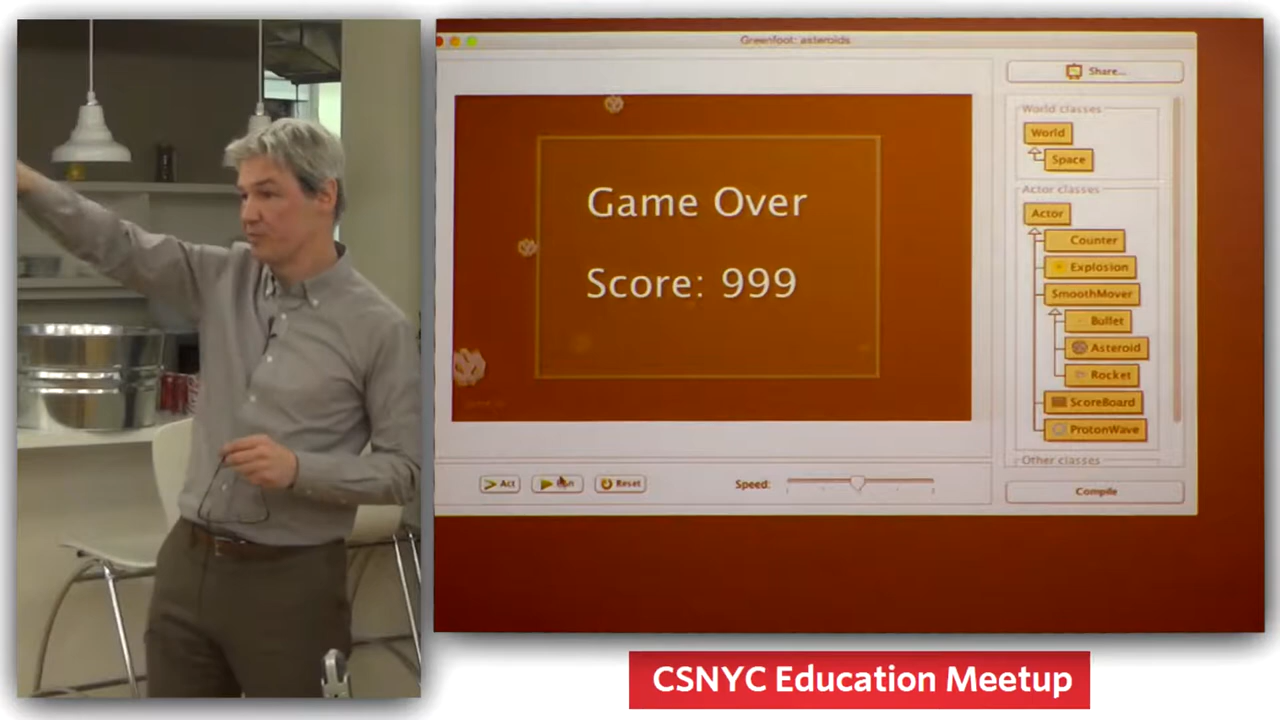 Greenfoot: asteroids
Share...
World classes
World
Space
Game Over
Score: 999
Actor classes
Actor
Counter
Explosion
SmoothMover
Bullet
Asteroid
Rocket
ScoreBoard
ProtonWave
Other classes
Act
Reset
Speed:
Compile
CSNYC Education Meetup